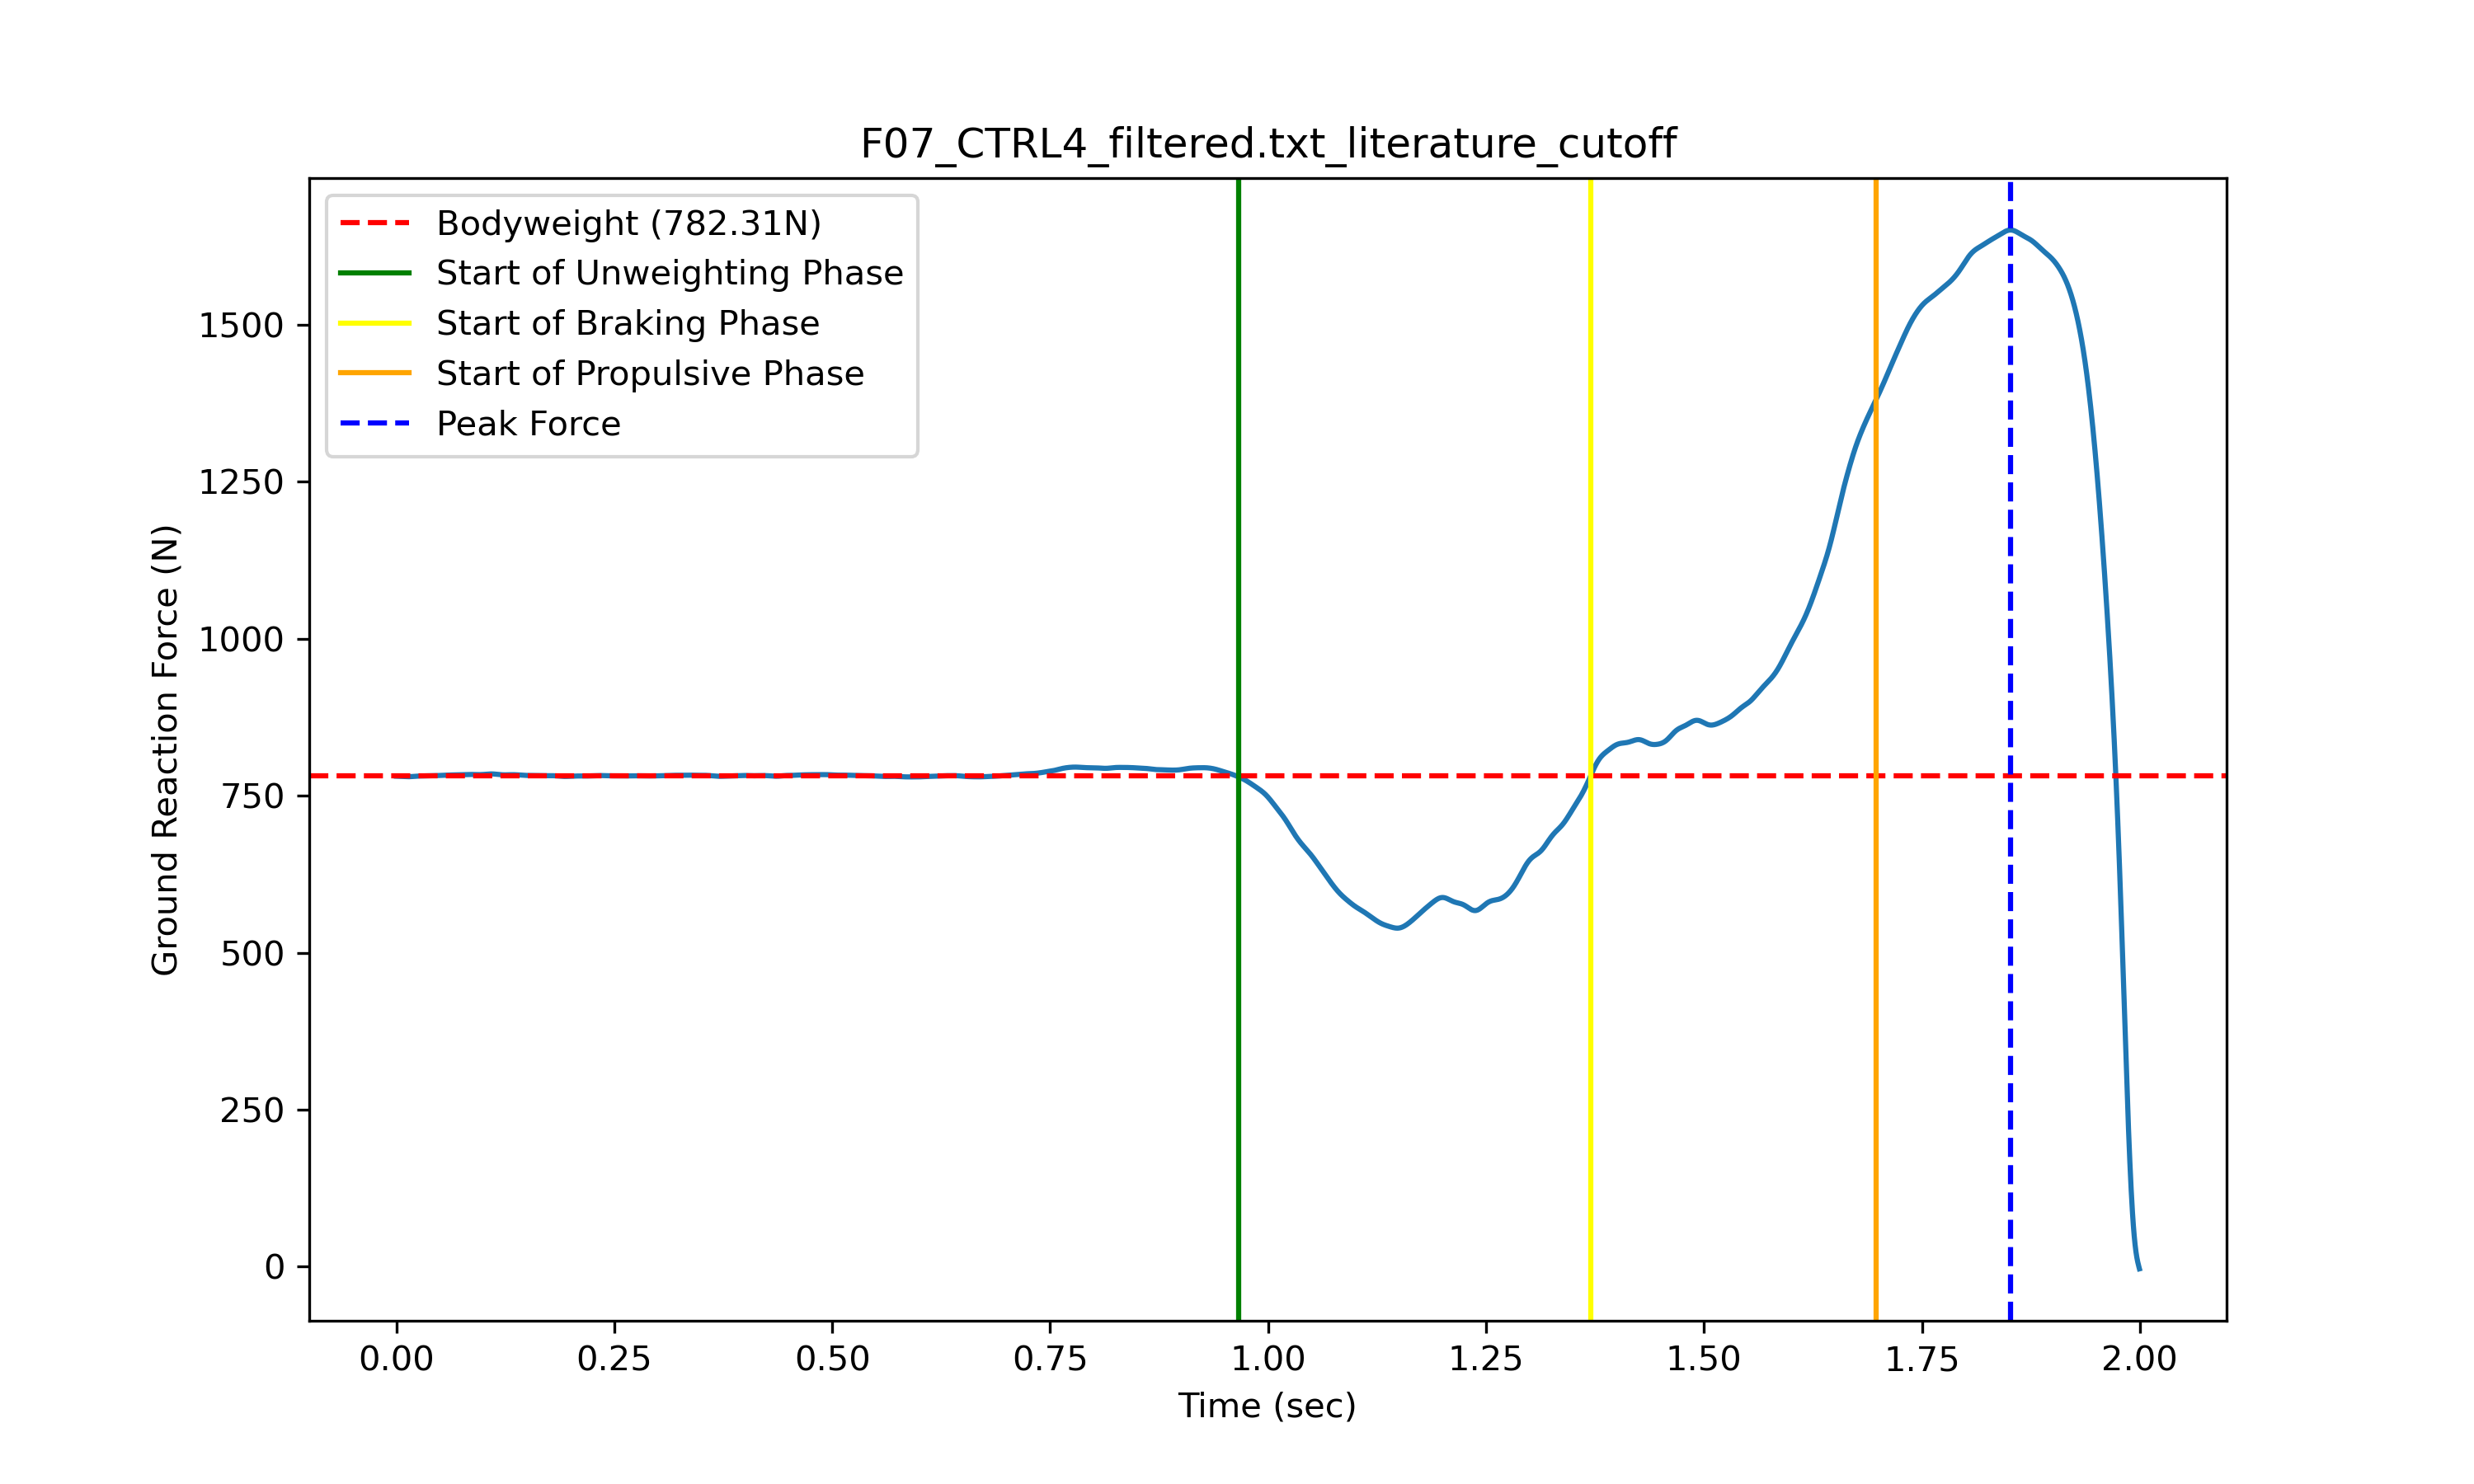 F07_CTRL4_filtered.txt_literature_cutoff
Bodyweight (782.31N)
Start of Unweighting Phase
Start of Braking Phase
Start of Propulsive Phase
Peak Force
Ground Reaction Force (N)
1500
1250
1000
750
500
250
0
0.00 0.25 0.50 0.75 1.00 1.25 1.50 1.75 2.00
Time (sec)